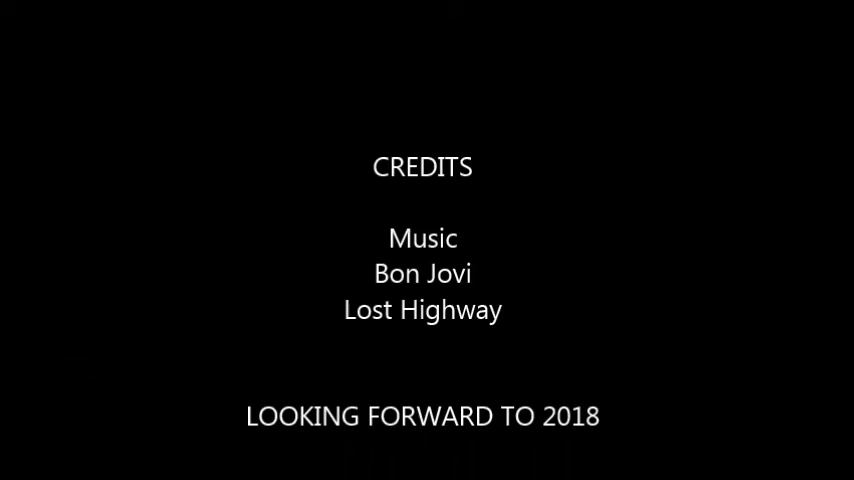 CREDITS
Music
Bon Jovi
Lost Highway
LOOKING FORWARD TO 2018